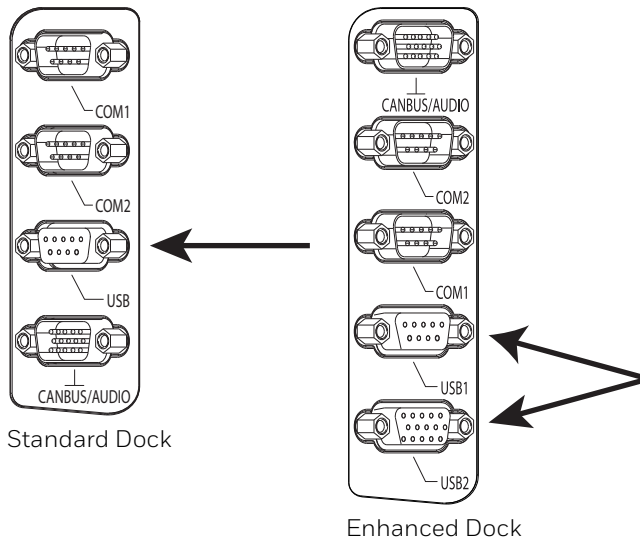 COM1
COM2
USB
CANBUS/AUDIO
Standard Dock
CANBUS/AUDIO
COM2
COM1
USB1
USB2
Enhanced Dock